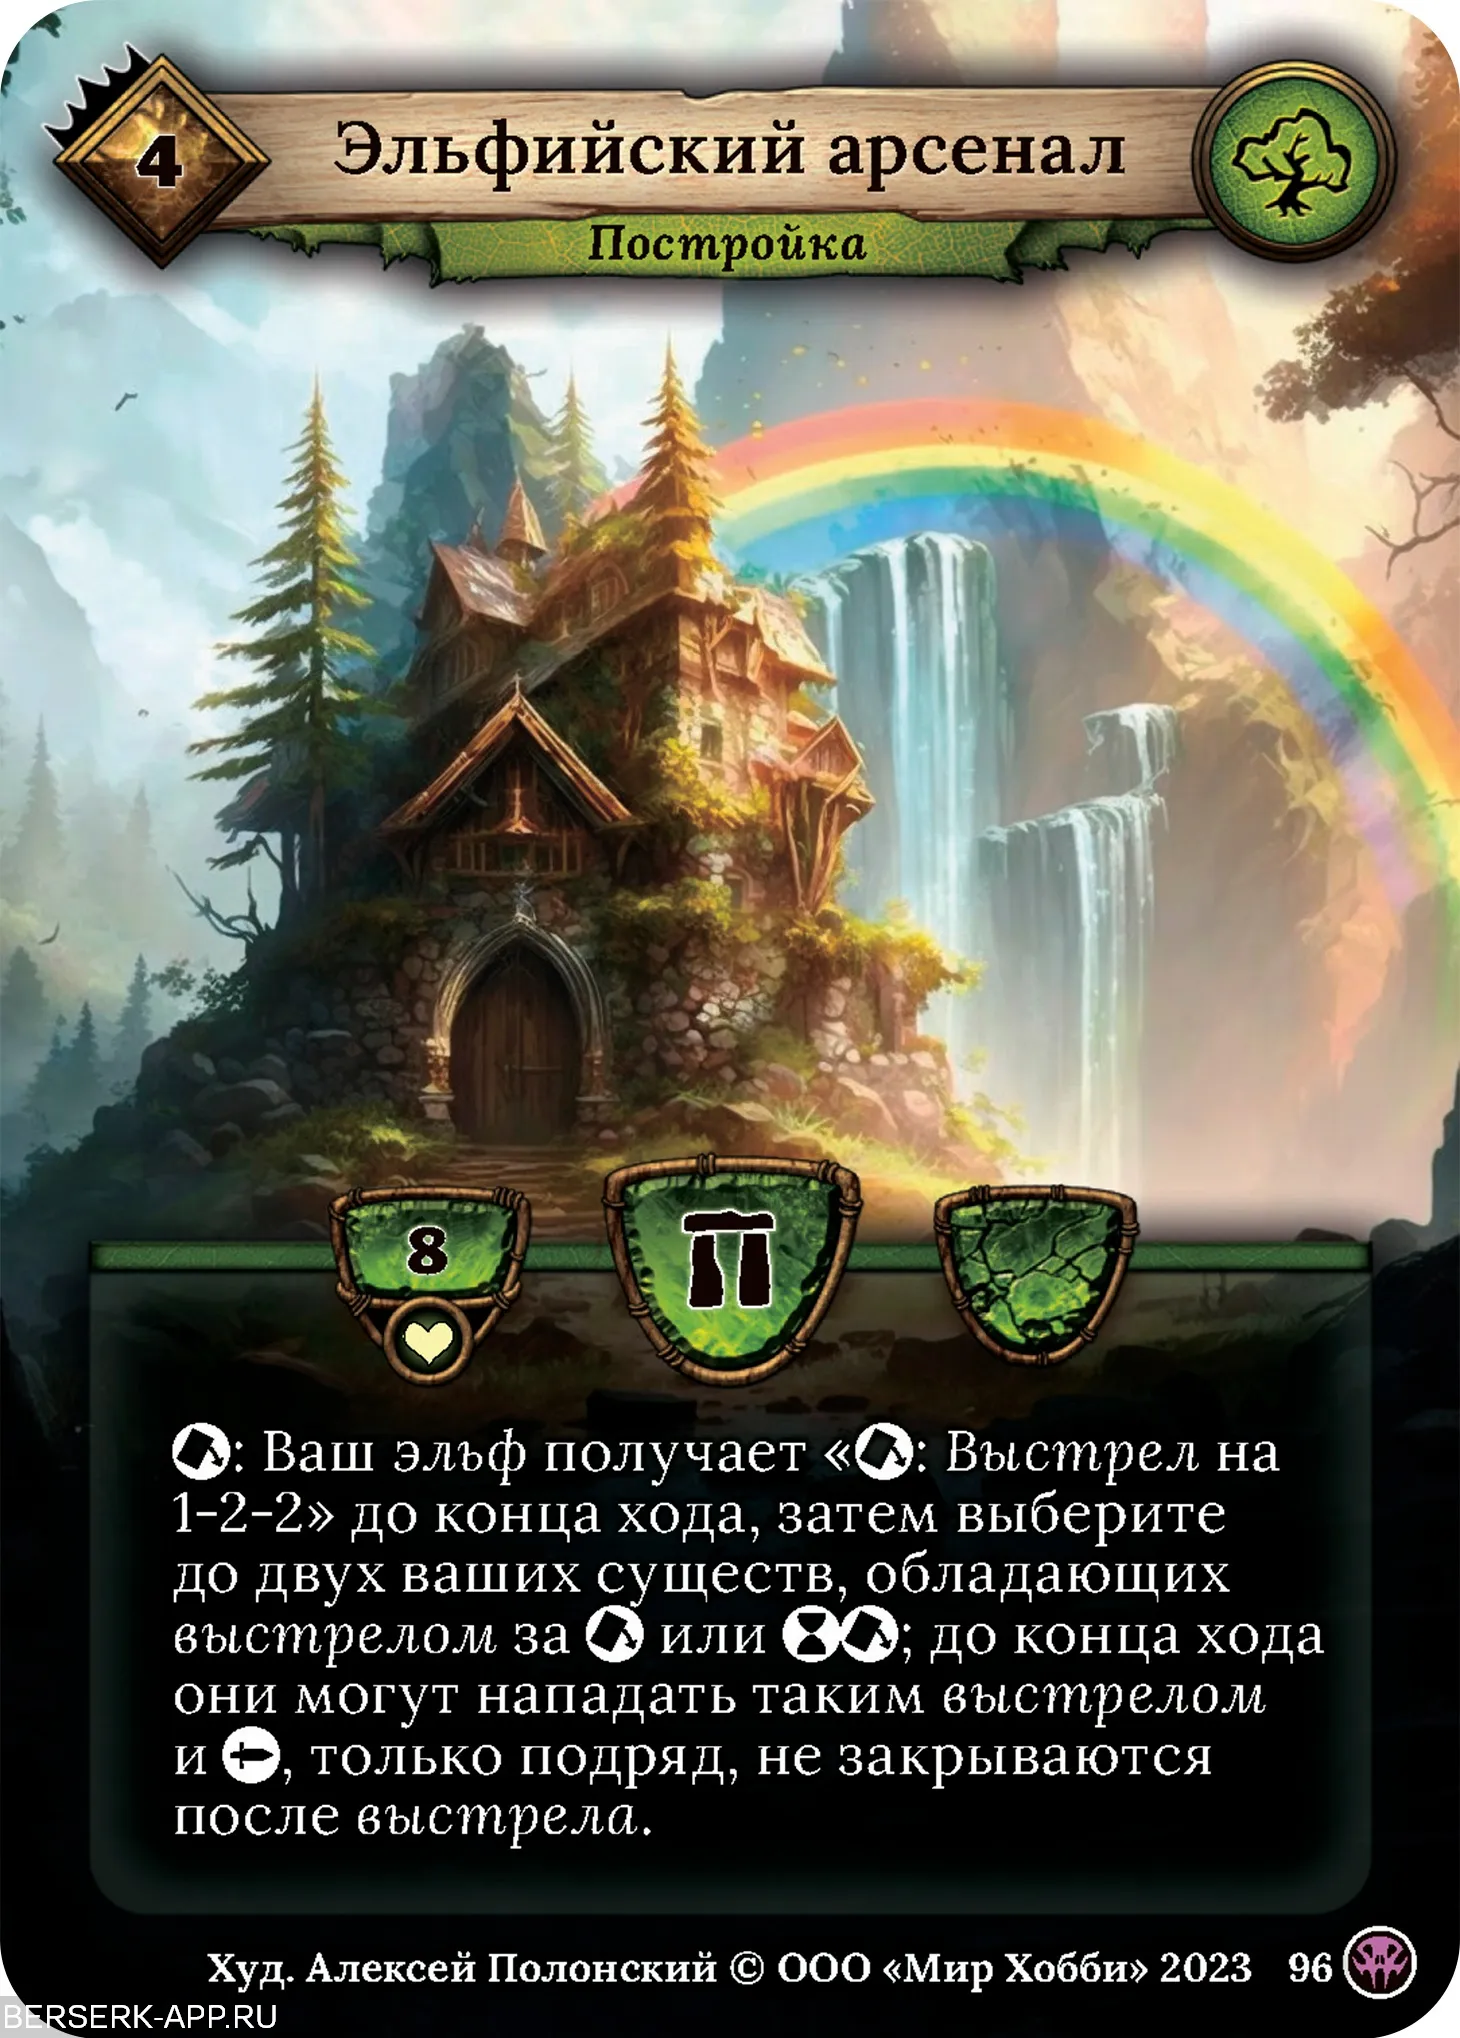 4
Эльфийский арсенал
Постройка
8
: Ваш эльф получает «: Выстрел на
1-2-2» до конца хода, затем выберите
до двух ваших существ, обладающих
выстрелом за или ; до конца хода
они могут нападать таким выстрелом
и , только подряд, не закрываются
после выстрела.
Худ. Алексей Полонский © ООО «Мир Хобби» 2023 96
BERSERK-APP.RU